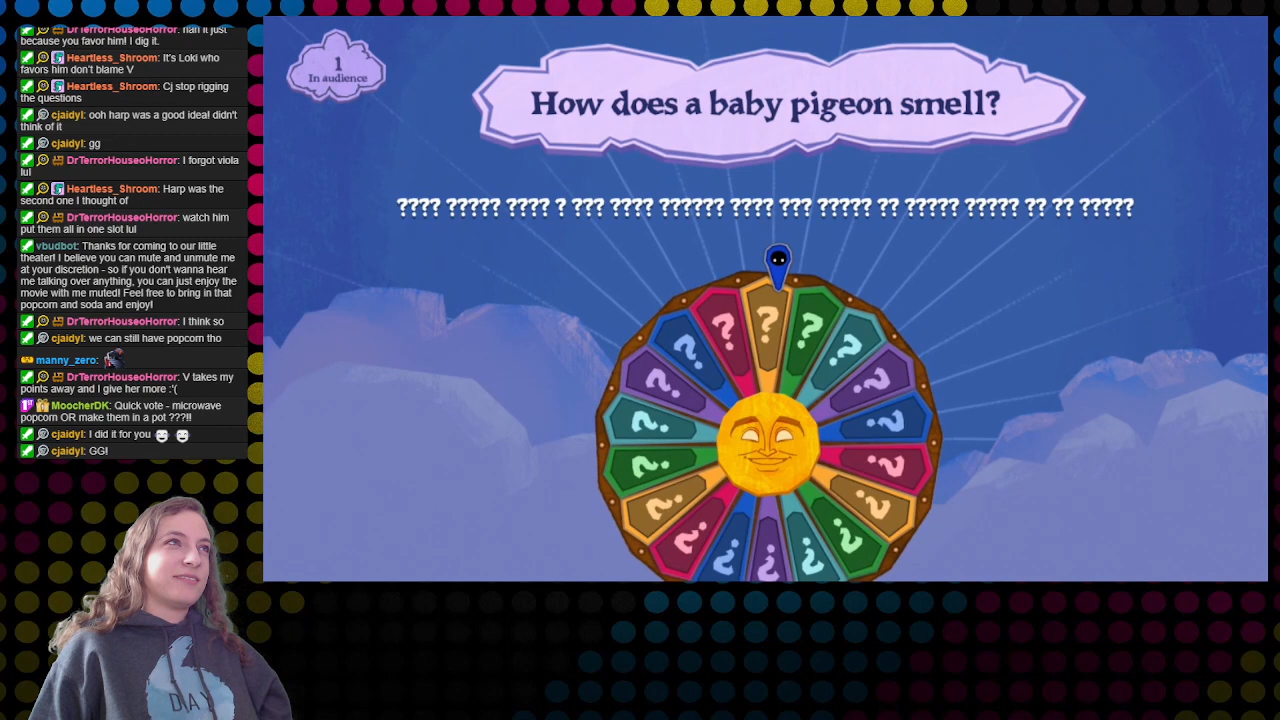 DrTerrorHouseoHorror: nah it just
because you favor him! I dig it.
Heartless_Shroom: It's Loki who
favors him don't blame V
Heartless_Shroom: Cj stop rigging
the questions
cjaidyl: ooh harp was a good ideal didn't
think of it
cjaidyl: gg
DrTerrorHouseoHorror: I forgot viola
lul
Heartless_Shroom: Harp was the
second one I thought of
DrTerrorHouseoHorror: watch him
put them all in one slot lul
vbudbot: Thanks for coming to our little
theater! I believe you can mute and unmute me
at your discretion - so if you don't wanna hear
me talking over anything, you can just enjoy the
movie with me muted! Feel free to bring in that
popcorn and soda and enjoy!
DrTerrorHouseoHorror: I think so
cjaidyl: we can still have popcorn tho
manny_zero:
DrTerrorHouseoHorror: V takes my
points away and I give her more :'(
MoocherDK: Quick vote - microwave
popcorn OR make them in a pot ???!!
cjaidyl: I did it for you
cjaidyl: GG!
1
In audience
How does a baby pigeon smell?
???? ????? ???? ? ??? ???? ?????? ???? ??? ????? ?? ????? ????? ?? ?? ?????
? ? ? ? ? ? ? ? ? ? ? ? ? ? ? ? ? ? ?
DAY